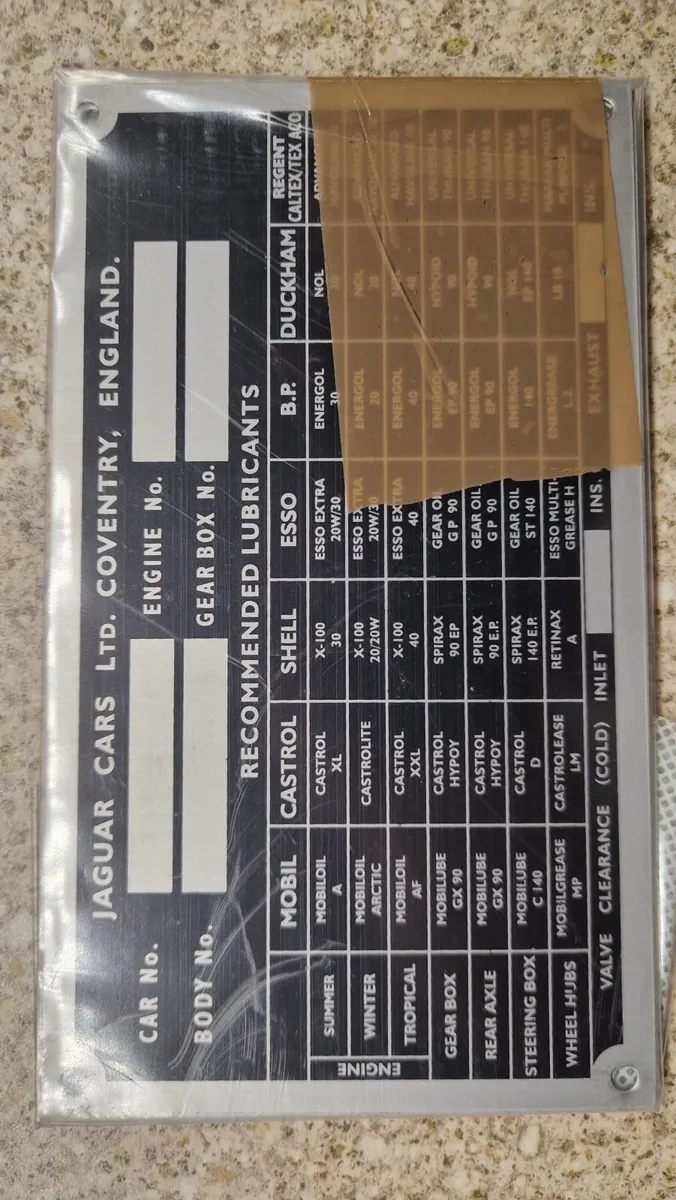 JAGUAR CARS LTD. COVENTRY, ENGLAND.
CAR No. ENGINE No.
BODY No. GEARBOX No.
RECOMMENDED LUBRICANTS
MOBIL CASTROL SHELL ESSO B.P. DUCKHAM REGENT CALTEX/TEX ACO
ENGINE
SUMMER MOBILOIL A CASTROL XL X-100 30 ESSO EXTRA 20W/30 ENERGOL 30 NOL
WINTER MOBILOIL ARCTIC CASTROLITE X-100 20/20W ESSO EXTRA 20W/30 ENERGOL 20 NOL 20
TROPICAL MOBILOIL AF CASTROL XXL X-100 40 ESSO EXTRA 40 ENERGOL 40
GEAR BOX MOBILUBE GX 90 CASTROL HYPOY SPIRAX 90 EP GEAR OIL G P 90 ENERGOL EP 90 HYPOID 90
REAR AXLE MOBILUBE GX 90 CASTROL HYPOY SPIRAX 90 E.P. GEAR OIL G P 90 ENERGOL EP 90 HYPOID 90
STEERING BOX MOBILUBE C 140 CASTROL D SPIRAX 140 E.P. GEAR OIL ST 140 ENERGOL 140 NOL EP 140
WHEEL HUBS MOBILGREASE MP CASTROLEASE LM RETINAX A ESSO MULTI- GREASE H ENERGREASE L.2
VALVE CLEARANCE (COLD) INLET INS. EXHAUST INS.